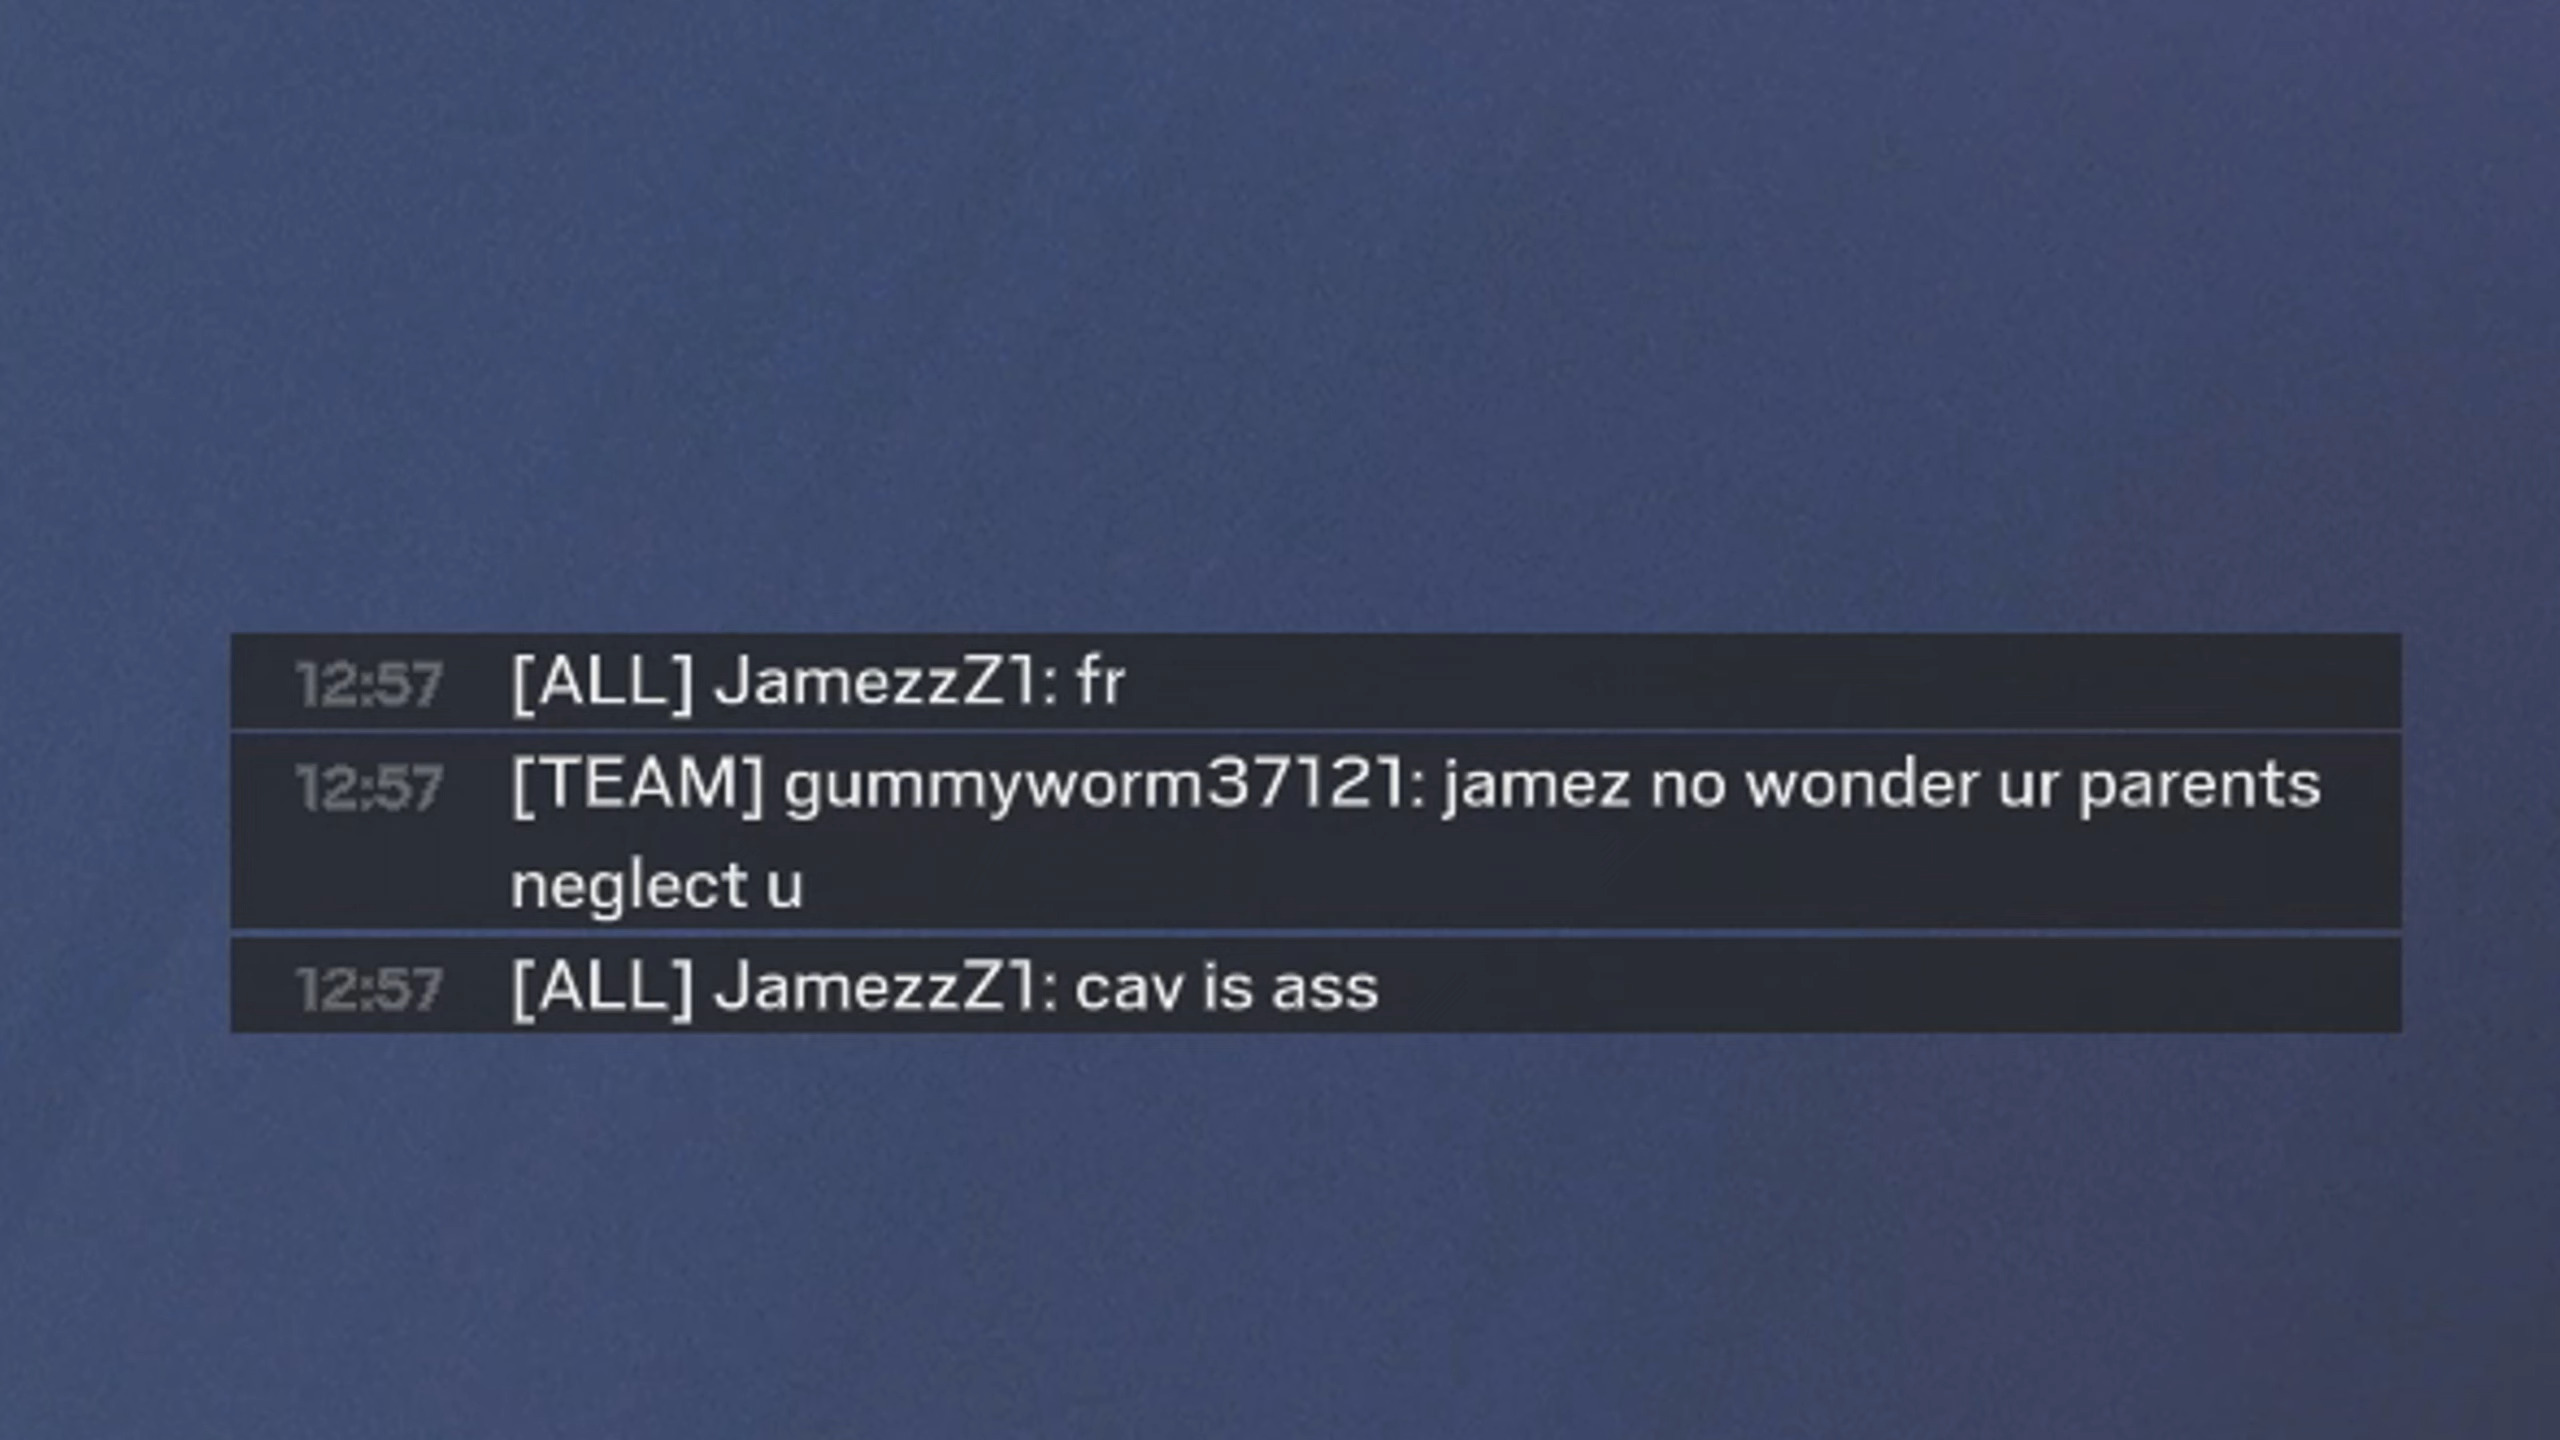 12:57 [ALL] JamezzZ1: fr
12:57 [TEAM] gummyworm37121: jamez no wonder ur parents
neglect u
12:57 [ALL] JamezzZ1: cav is ass